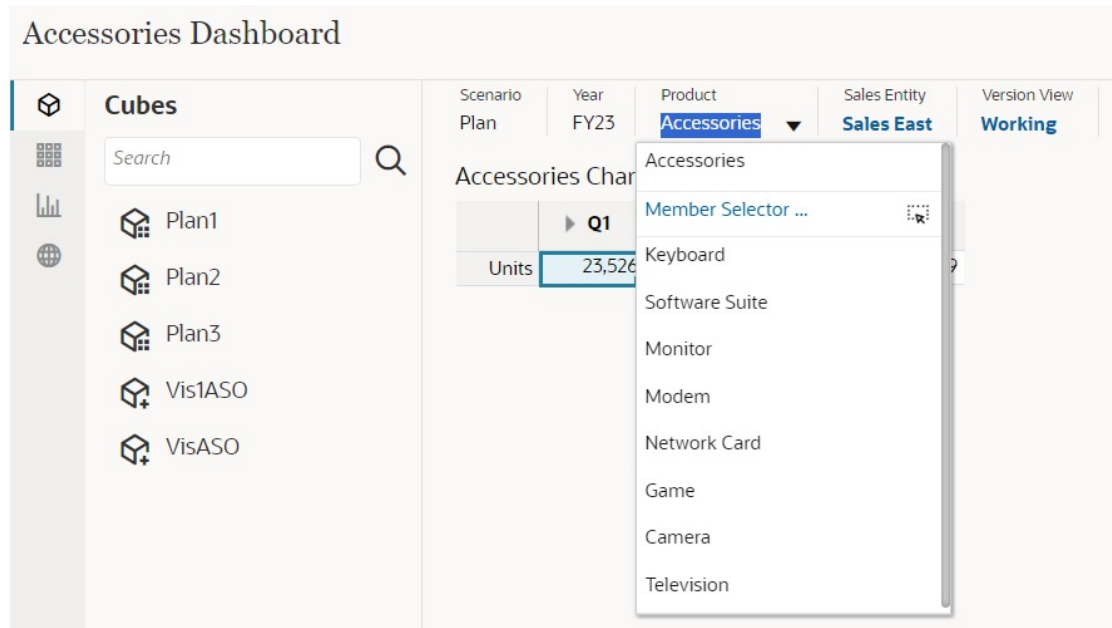 Accessories Dashboard
Cubes
Search
Plan1
Plan2
Plan3
Vis1ASO
VisASO
Scenario Year Product Sales Entity Version View
Plan FY23 Accessories Sales East Working
Accessories Char
Q1
Units 23,526 9
Accessories
Member Selector ...
Keyboard
Software Suite
Monitor
Modem
Network Card
Game
Camera
Television